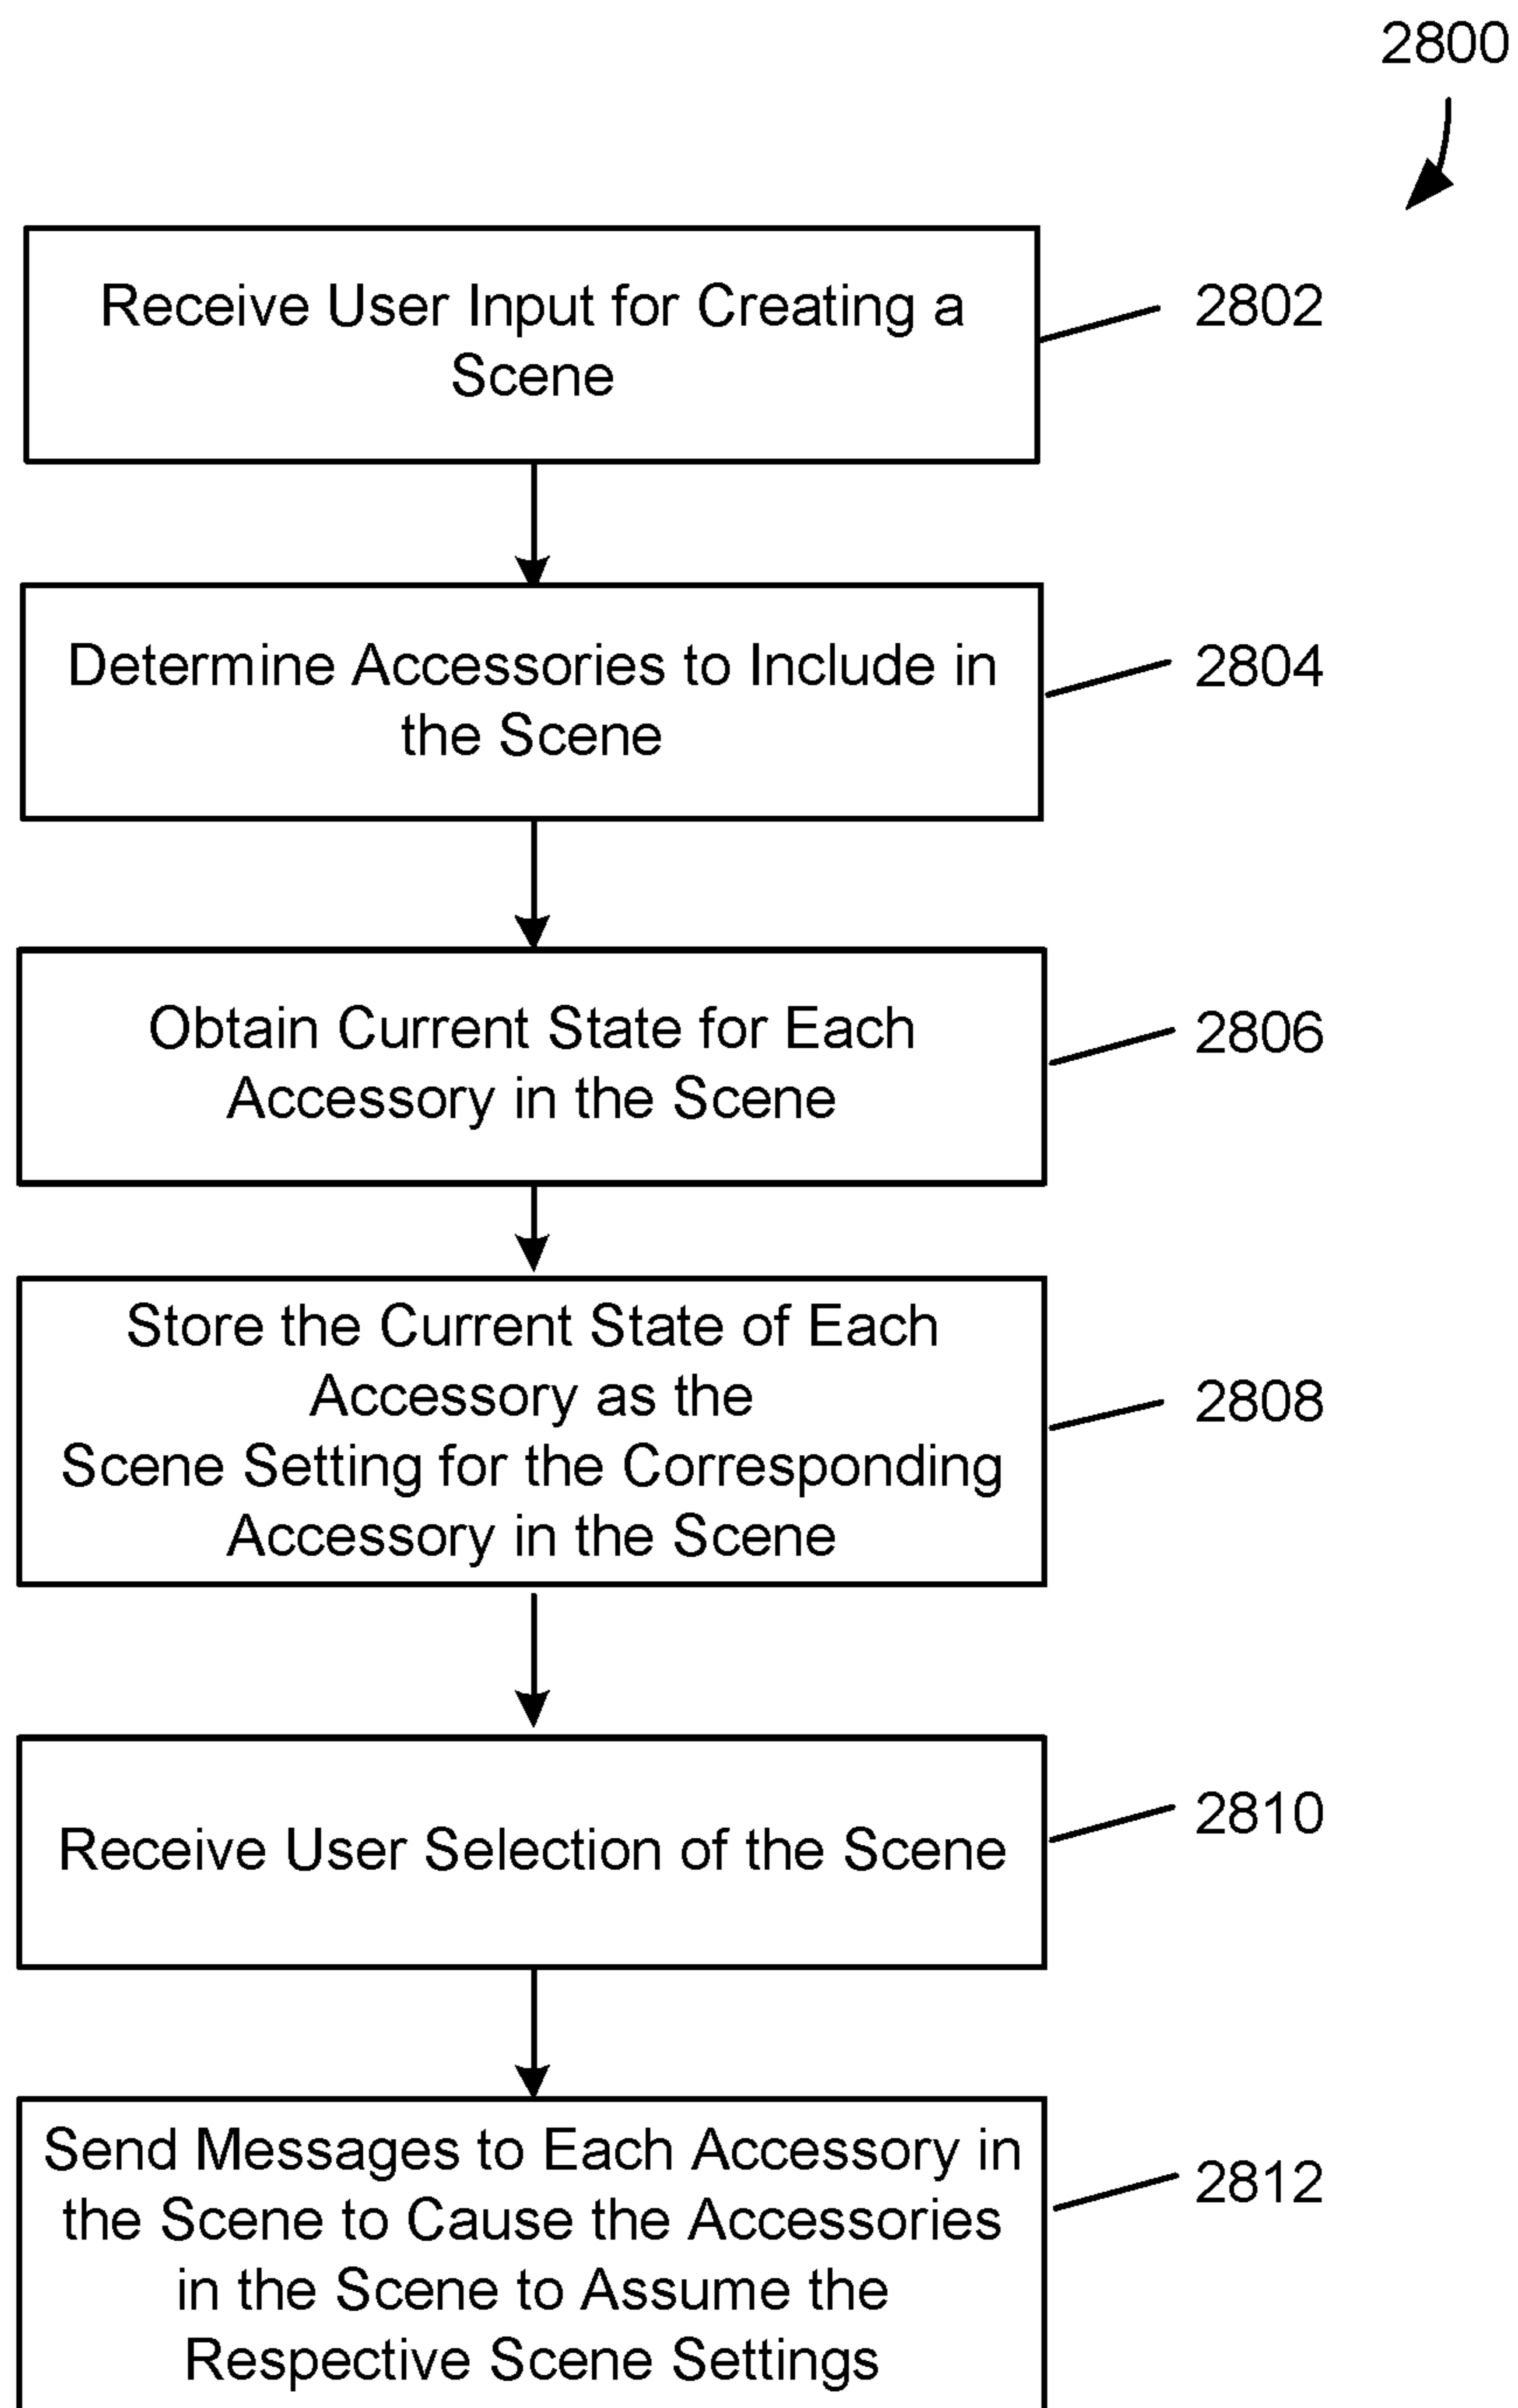 2800
Receive User Input for Creating a
Scene
2802
Determine Accessories to Include in
the Scene
2804
Obtain Current State for Each
Accessory in the Scene
2806
Store the Current State of Each
Accessory as the
Scene Setting for the Corresponding
Accessory in the Scene
2808
Receive User Selection of the Scene
2810
Send Messages to Each Accessory in
the Scene to Cause the Accessories
in the Scene to Assume the
Respective Scene Settings
2812